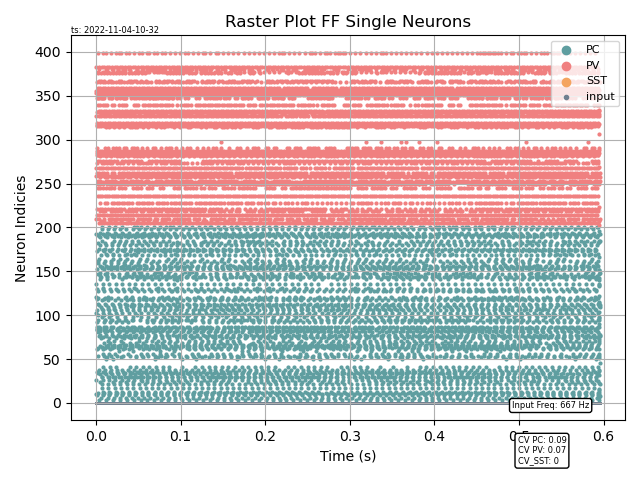 Raster Plot FF Single Neurons
ts: 2022-11-04-10-32
PC
PV
SST
input
400
350
300
250
200
150
100
50
0
Neuron Indicies
Input Freq: 667 Hz
0.0 0.1 0.2 0.3 0.4 0.6
Time (s)
CV PC: 0.09
CV PV: 0.07
CV_SST: 0